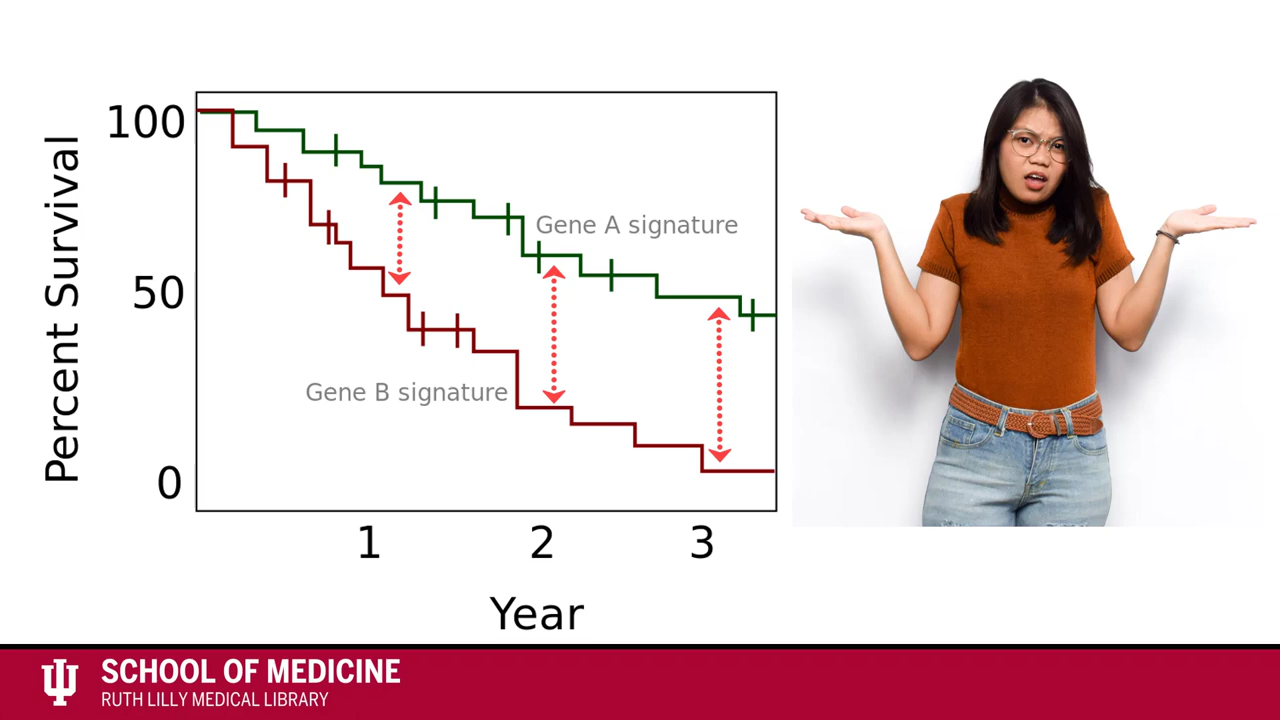 Percent Survival
100
50
0
Gene A signature
Gene B signature
1 2 3
Year
SCHOOL OF MEDICINE
RUTH LILLY MEDICAL LIBRARY